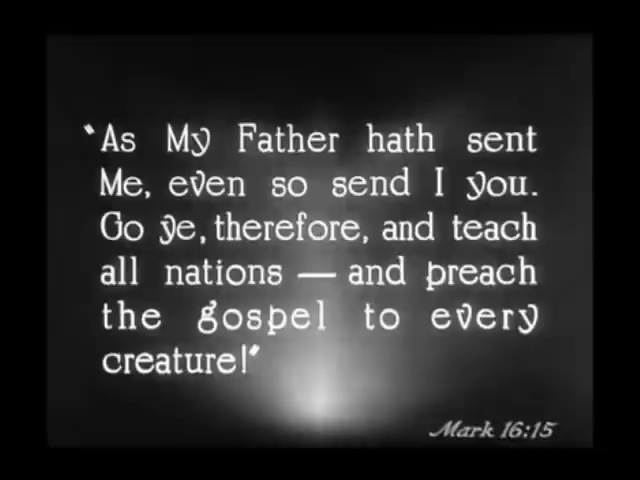 "As My Father hath sent
Me, even so send I you.
Go ye, therefore, and teach
all nations — and preach
the gospel to every
creature!"
Mark 16:15